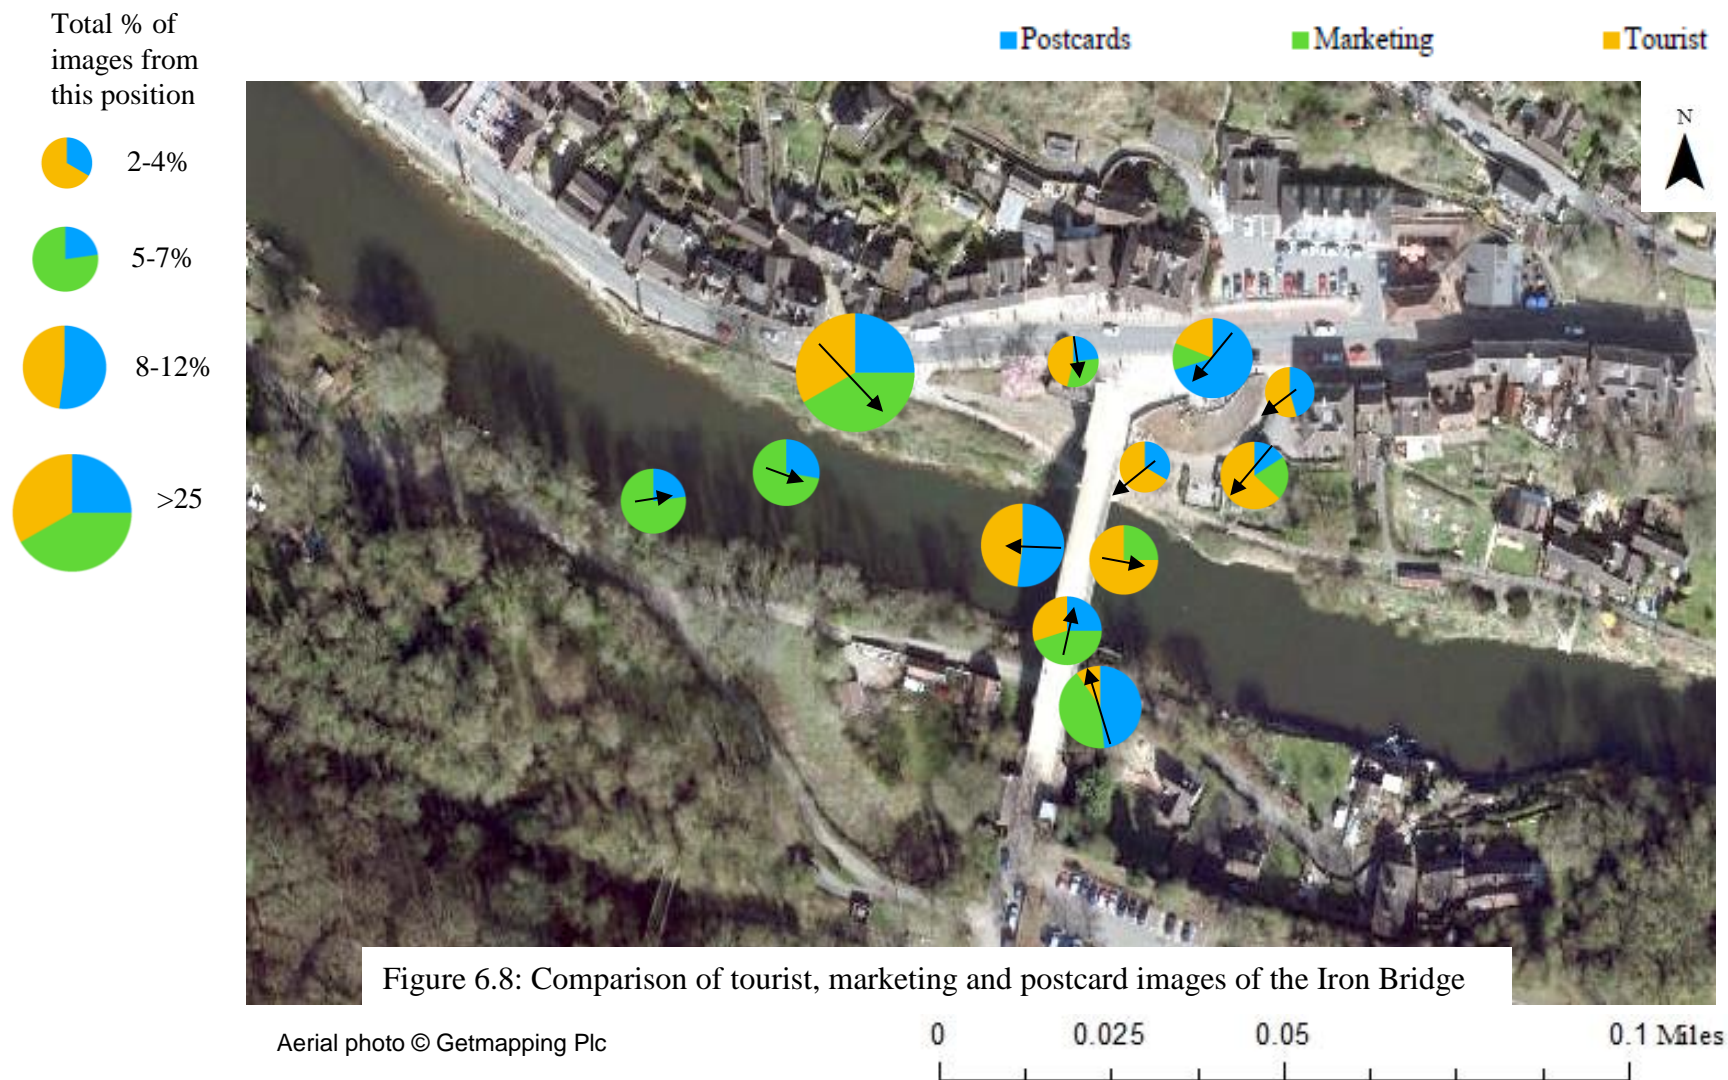 Total % of
images from
this position
2-4%
5-7%
8-12%
>25
Postcards
Marketing
Tourist
N
Figure 6.8: Comparison of tourist, marketing and postcard images of the Iron Bridge
Aerial photo © Getmapping Plc
0 0.025 0.05 0.1 Miles